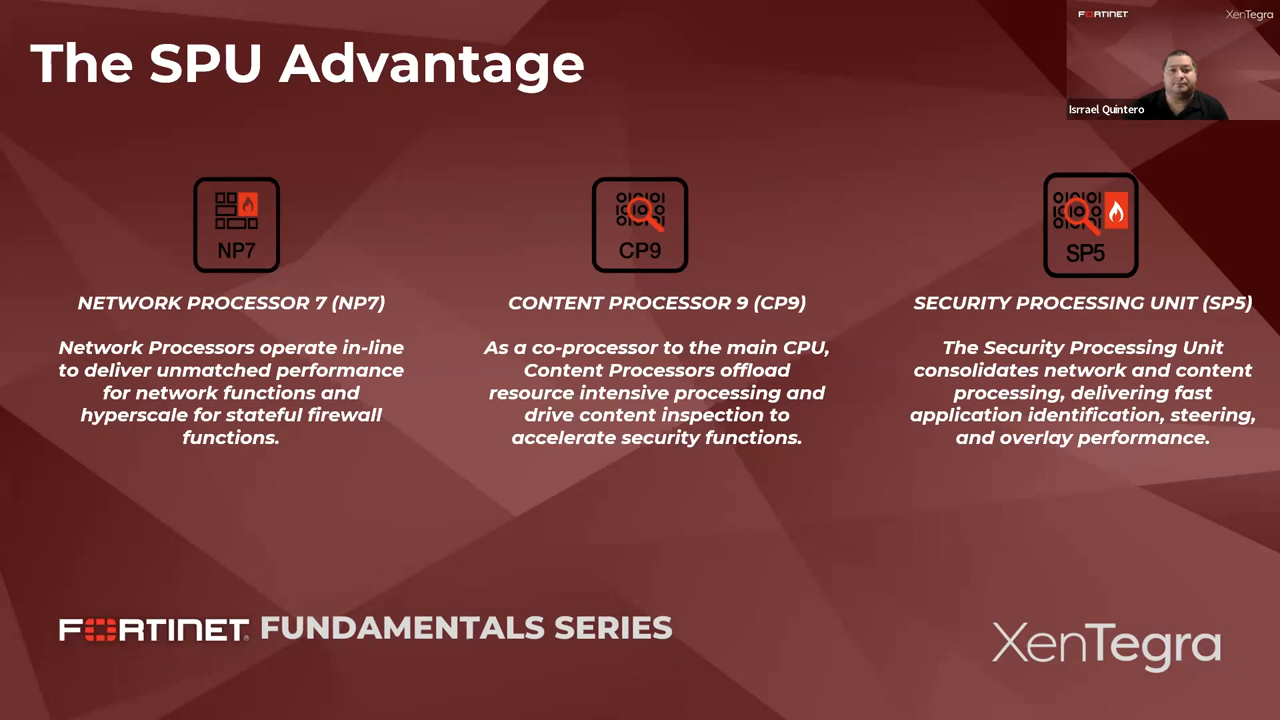 The SPU Advantage
FORTINET
XenTegra
Isrrael Quintero
NP7
NETWORK PROCESSOR 7 (NP7)
Network Processors operate in-line
to deliver unmatched performance
for network functions and
hyperscale for stateful firewall
functions.
CP9
CONTENT PROCESSOR 9 (CP9)
As a co-processor to the main CPU,
Content Processors offload
resource intensive processing and
drive content inspection to
accelerate security functions.
SP5
SECURITY PROCESSING UNIT (SP5)
The Security Processing Unit
consolidates network and content
processing, delivering fast
application identification, steering,
and overlay performance.
FORTINET FUNDAMENTALS SERIES
XenTegra